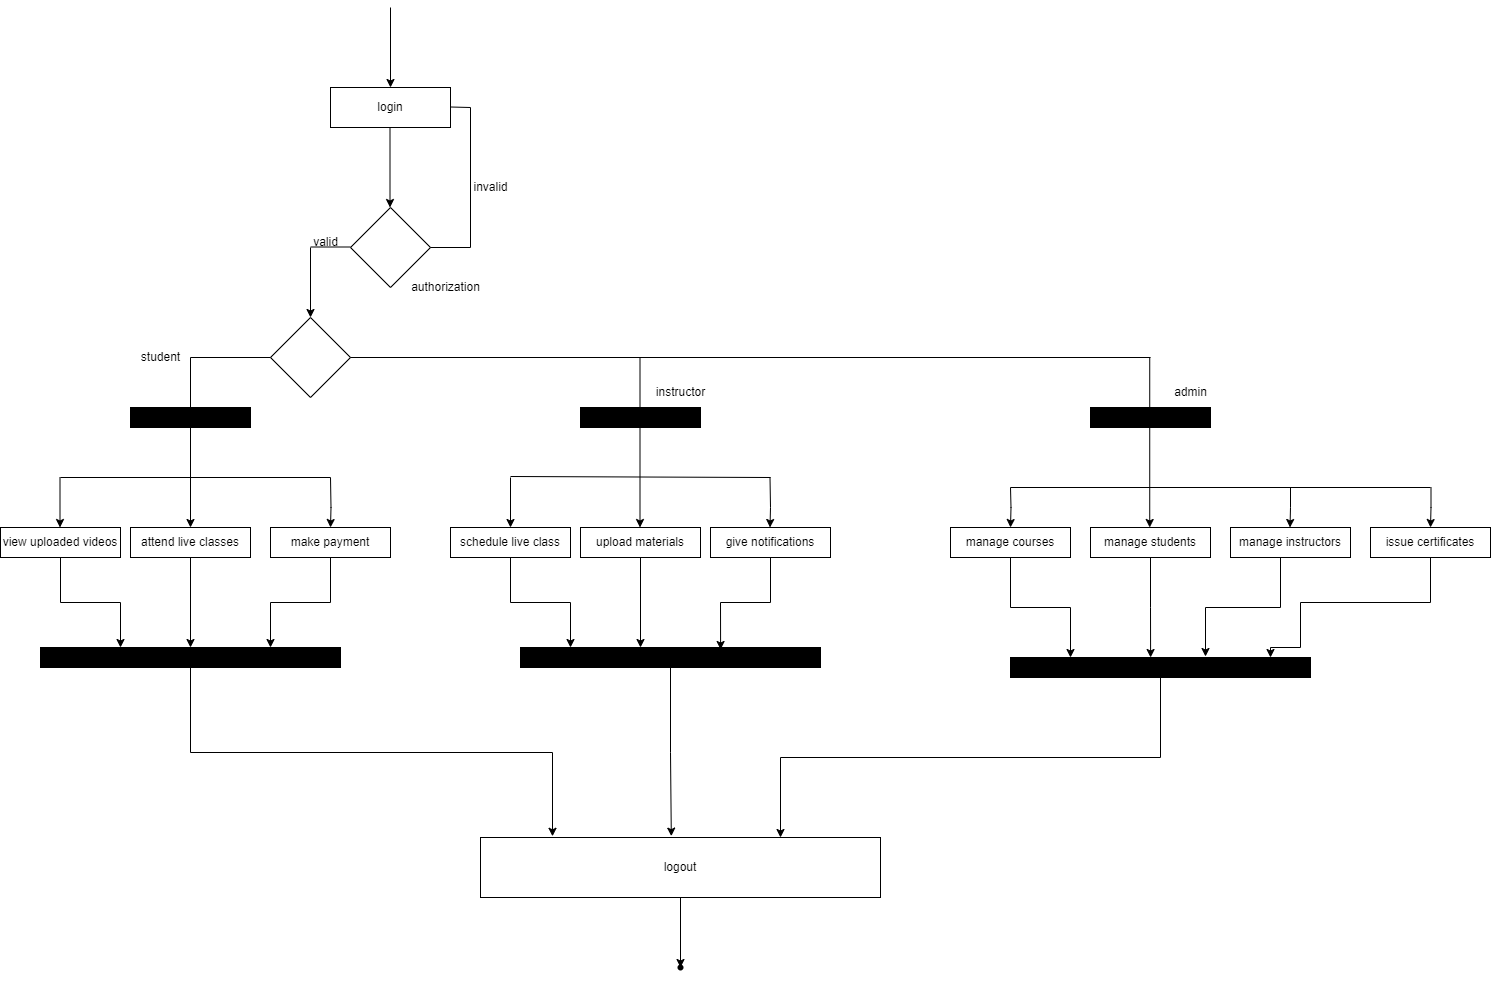 login
invalid
valid
authorization
student
instructor
admin
view uploaded videos
attend live classes
make payment
schedule live class
upload materials
give notifications
manage courses
manage students
manage instructors
issue certificates
logout